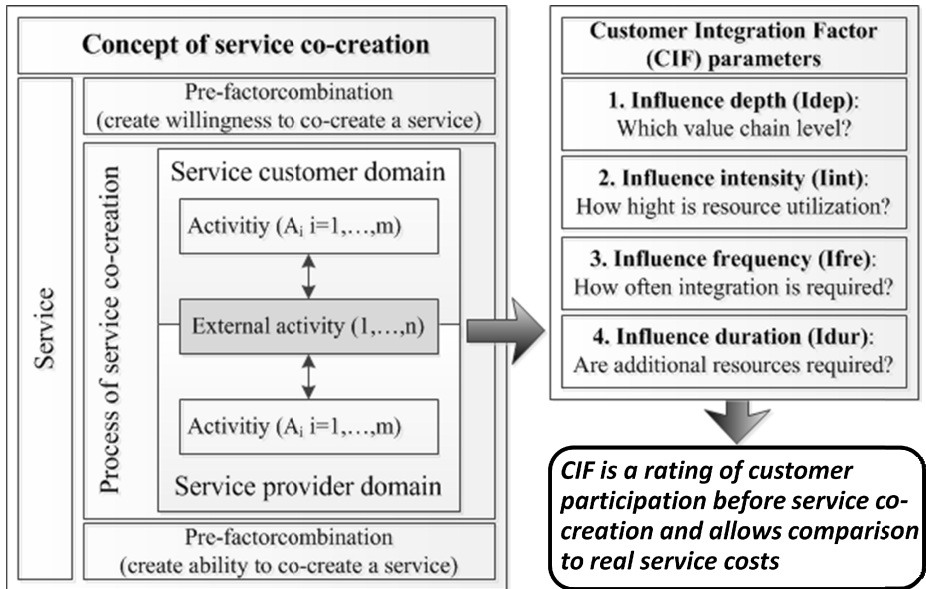 Concept of service co-creation
Service
Pre-factorcombination
(create willingness to co-create a service)
Process of service co-creation
Service customer domain
Activitiy (Ai i=1,...,m)
External activity (1,...,n)
Activitiy (Ai i=1,...,m)
Service provider domain
Pre-factorcombination
(create ability to co-create a service)
Customer Integration Factor
(CIF) parameters
1. Influence depth (Idep):
Which value chain level?
2. Influence intensity (Iint):
How hight is resource utilization?
3. Influence frequency (Ifre):
How often integration is required?
4. Influence duration (Idur):
Are additional resources required?
CIF is a rating of customer
participation before service co-
creation and allows comparison
to real service costs